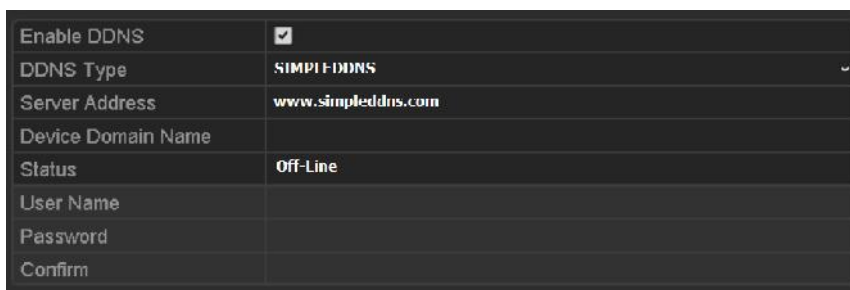 Enable DDNS
DDNS Type SIMPLEDDNS
Server Address www.simpleddns.com
Device Domain Name
Status Off-Line
User Name
Password
Confirm